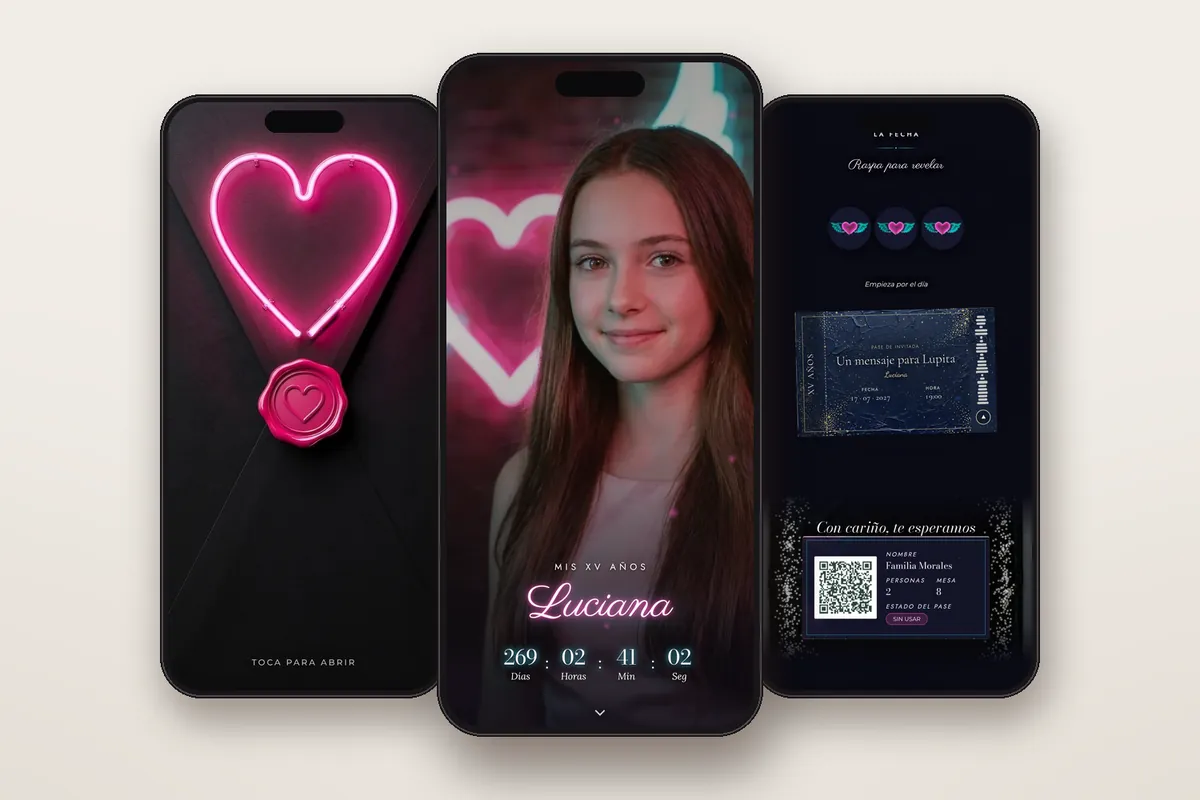 TOCA PARA ABRIR
MIS XV AÑOS
Luciana
269 : 02 : 41 : 02
Días Horas Min Seg
LA FECHA
Raspa para revelar
Empieza por el día
XV AÑOS
PASE DE INVITADA
Un mensaje para Lupita
Luciana
FECHA HORA
17 · 07 · 2027 19:00
Con cariño, te esperamos
NOMBRE
Familia Morales
PERSONAS MESA
2 8
ESTADO DEL PASE
SIN USAR